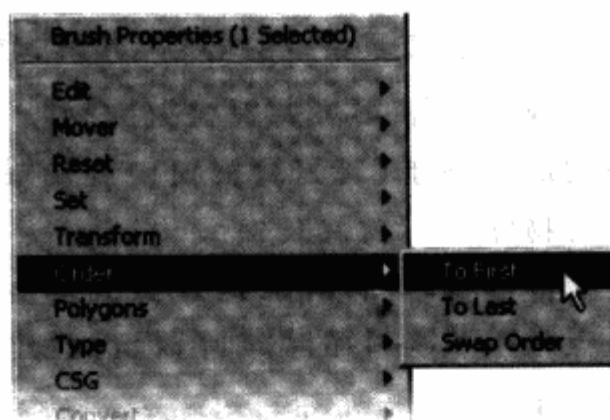 Brush Properties (1 Selected)
Edit
Mover
Reset
Set
Transform
Order
Polygons
Type
CSG
Convert
To First
To Last
Swap Order